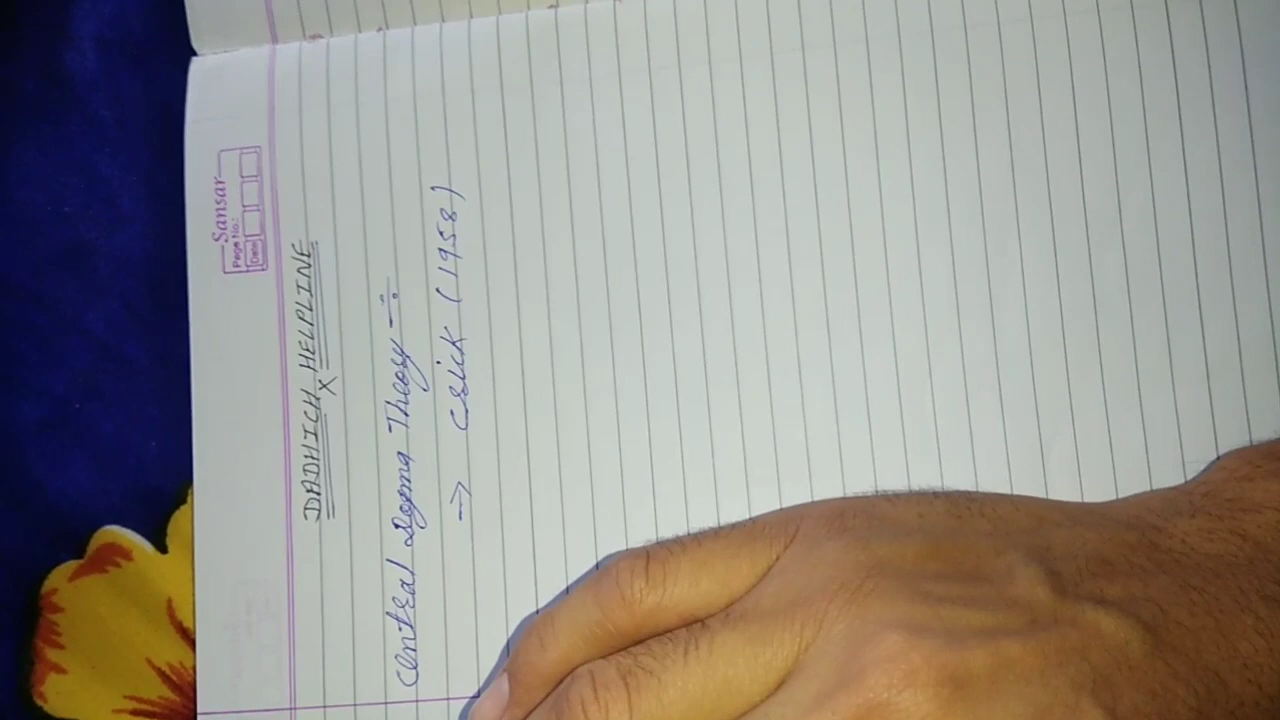 Sansar
Page No.:
Date
DADHICH HELPLINE
x
Central Dogma Theory ÷
→ Crick (1958)